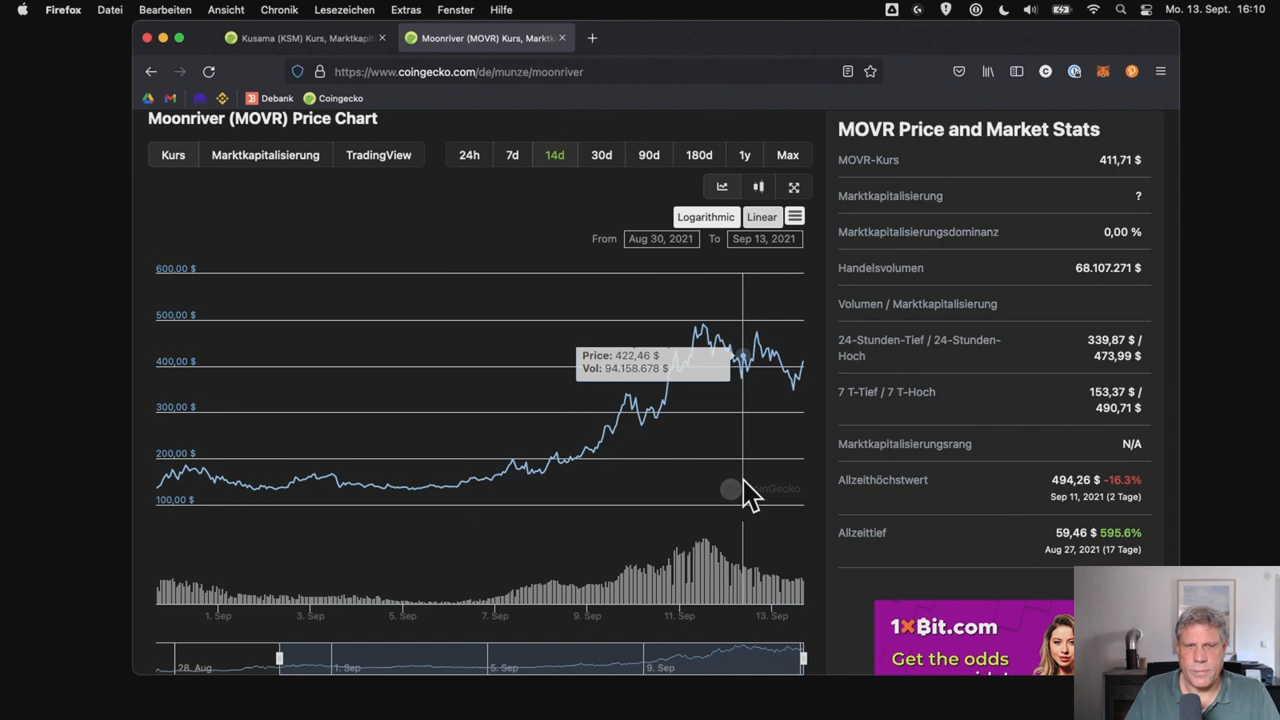 Firefox Datei Bearbeiten Ansicht Chronik Lesezeichen Extras Fenster Hilfe Mo. 13. Sept. 16:10
Kusama (KSM) Kurs, Marktkapit
Moonriver (MOVR) Kurs, Markt
https://www.coingecko.com/de/munze/moonriver
Debank Coingecko
Moonriver (MOVR) Price Chart
Kurs Marktkapitalisierung TradingView 24h 7d 14d 30d 90d 180d 1y Max
Logarithmic Linear
From Aug 30, 2021 To Sep 13, 2021
600,00 $
500,00 $
400,00 $
300,00 $
200,00 $
100,00 $
Price: 422,46 $
Vol: 94.158.678 $
inGecko
1. Sep 3. Sep 5. Sep 7. Sep 9. Sep 11. Sep 13. Sep
28. Aug 1. Sep 5. Sep 9. Sep
MOVR Price and Market Stats
MOVR-Kurs 411,71 $
Marktkapitalisierung ?
Marktkapitalisierungsdominanz 0,00 %
Handelsvolumen 68.107.271 $
Volumen / Marktkapitalisierung
24-Stunden-Tief / 24-Stunden- 339,87 $ /
Hoch 473,99 $
7 T-Tief / 7 T-Hoch 153,37 $ /
490,71 $
Marktkapitalisierungsrang N/A
Allzeithöchstwert 494,26 $ -16.3%
Sep 11, 2021 (2 Tage)
Allzeittief 59,46 $ 595.6%
Aug 27, 2021 (17 Tage)
1xBit.com
Get the odds